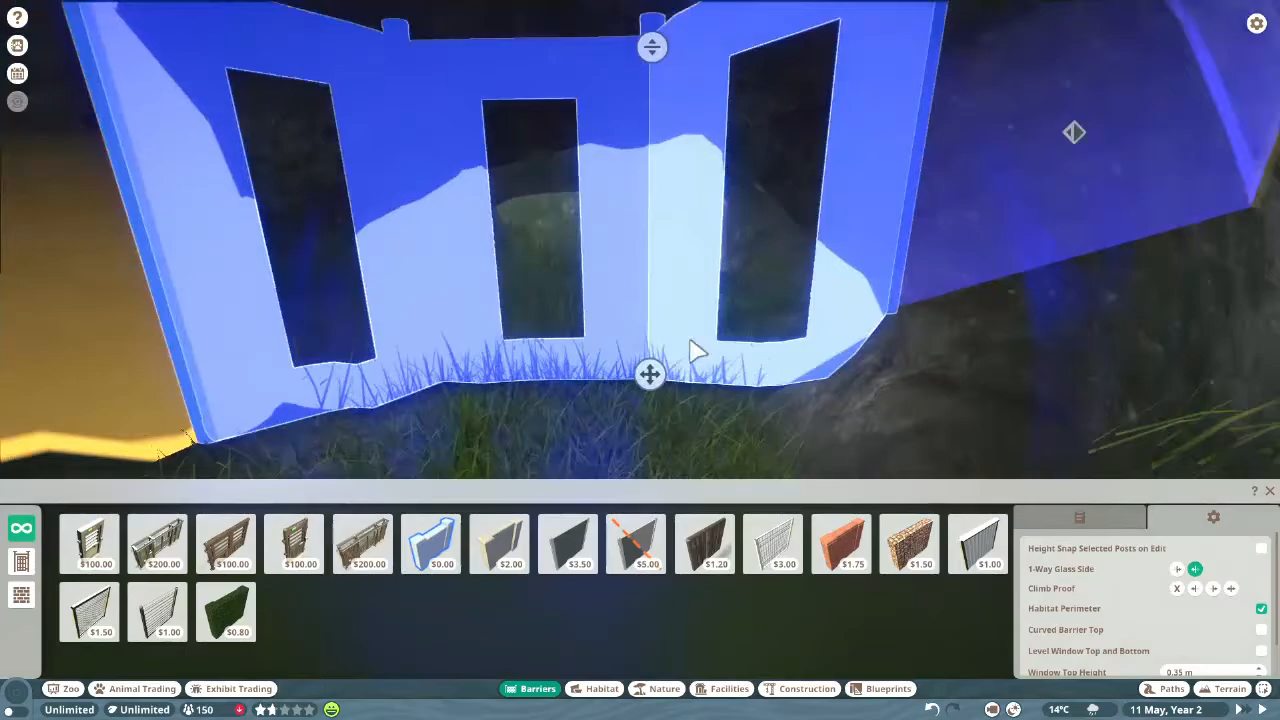 ?
? ×
$100.00 $200.00 $100.00 $100.00 $200.00 $0.00 $2.00 $3.50 $5.00 $1.20 $3.00 $1.75 $1.50 $1.00
$1.50 $1.00 $0.80
Height Snap Selected Posts on Edit
1-Way Glass Side
Climb Proof X
Habitat Perimeter
Curved Barrier Top
Level Window Top and Bottom
Window Top Height 0.35 m
Zoo Animal Trading Exhibit Trading Barriers Habitat Nature Facilities Construction Blueprints Paths Terrain
Unlimited Unlimited 150 14°C 11 May, Year 2